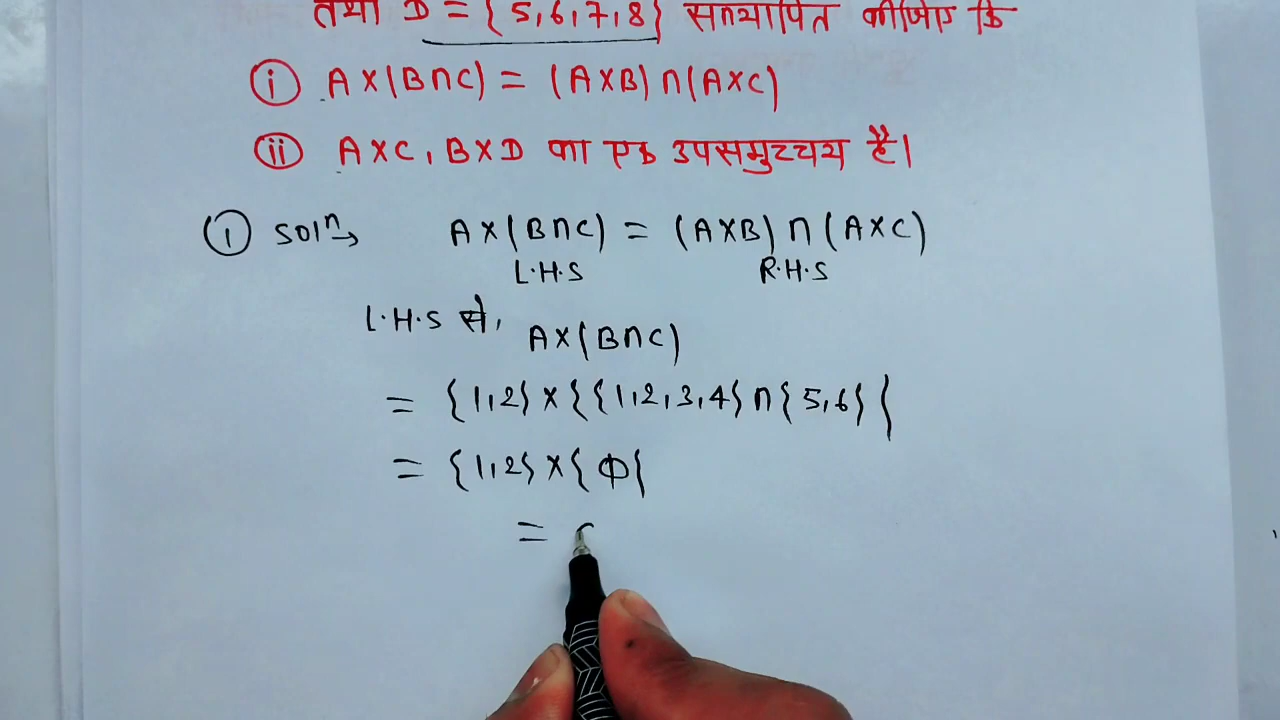 तथा D = { 5,6,7,8} सत्यापित कीजिए कि
(i) A×(B∩C) = (A×B)∩(A×C)
(ii) A×C, B×D का एक उपसमुच्चय है।
(1) solⁿ→ A×(B∩C) = (A×B)∩(A×C)
L.H.S R.H.S
L.H.S से, A×(B∩C)
= {1,2}×{{1,2,3,4}∩{5,6}}
= {1,2}×{Φ}
=